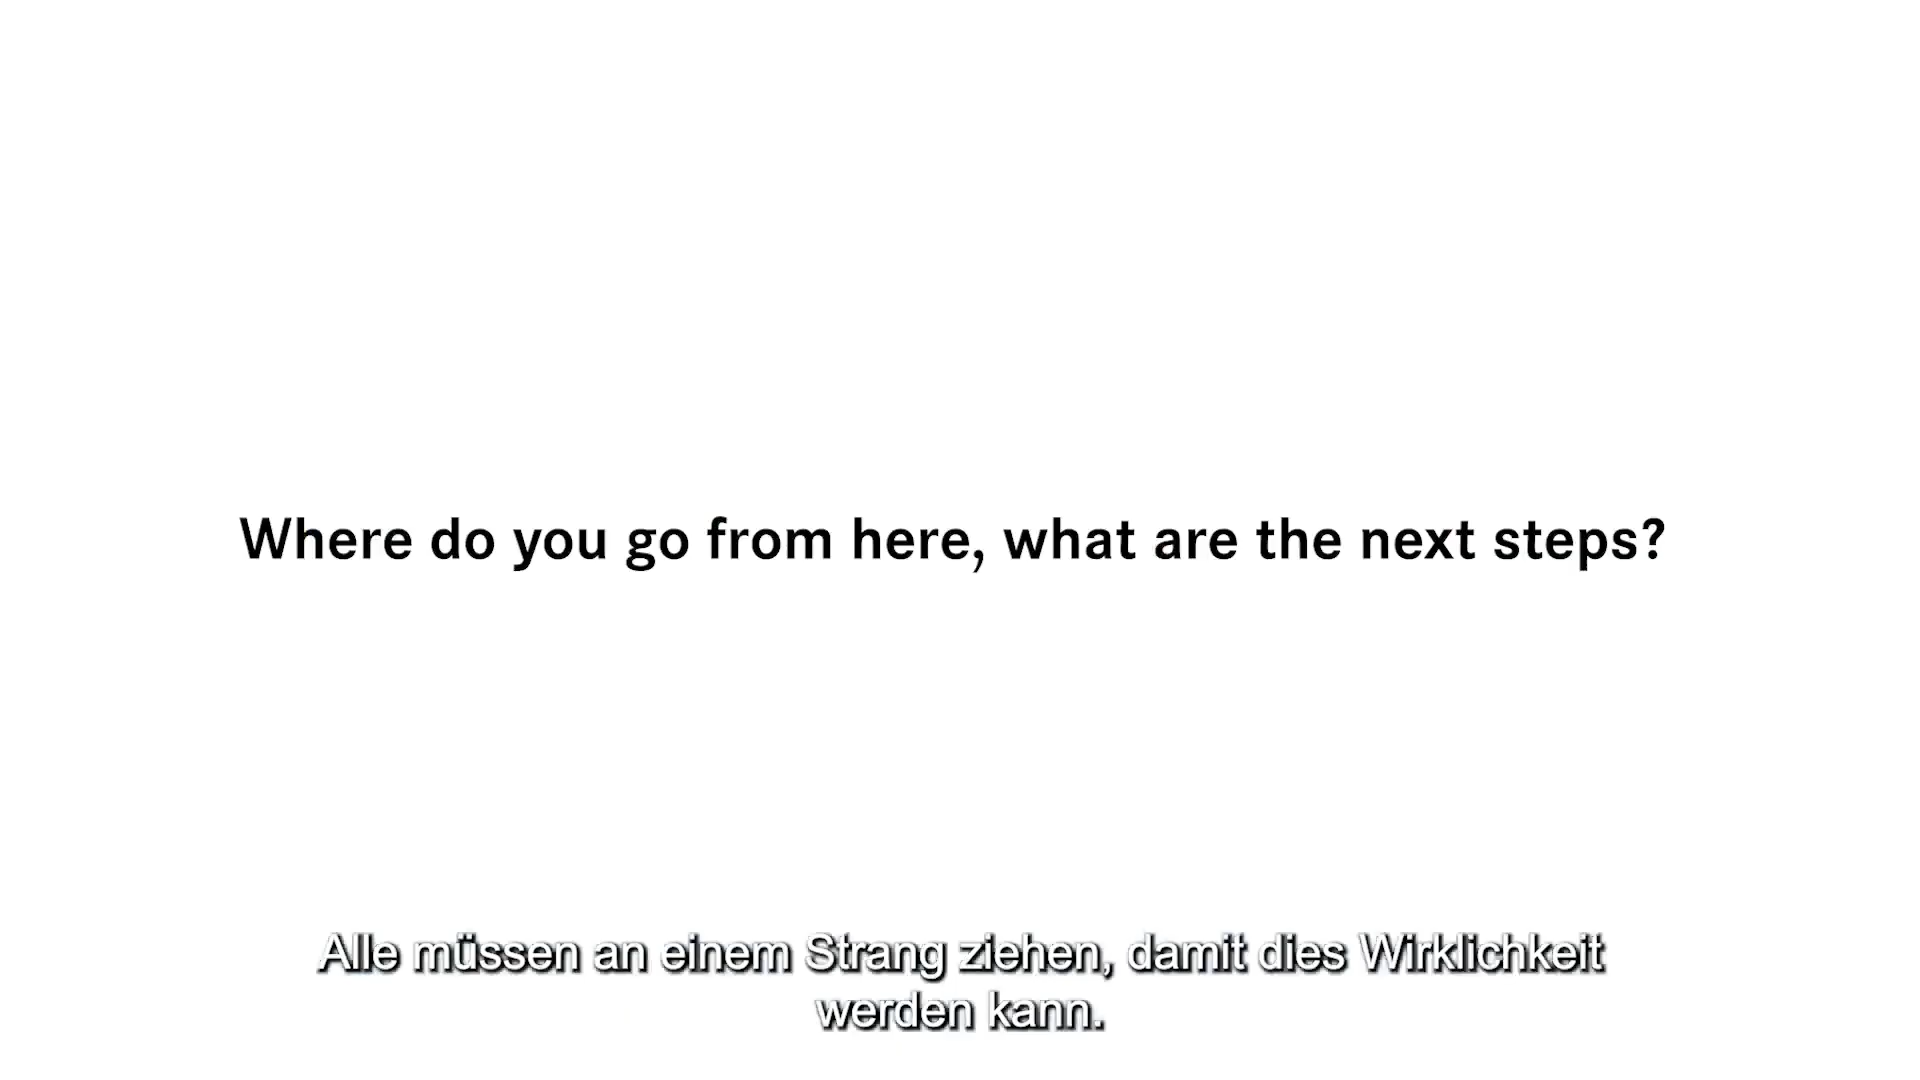 Where do you go from here, what are the next steps?
Alle müssen an einem Strang ziehen, damit dies Wirklichkeit
werden kann.